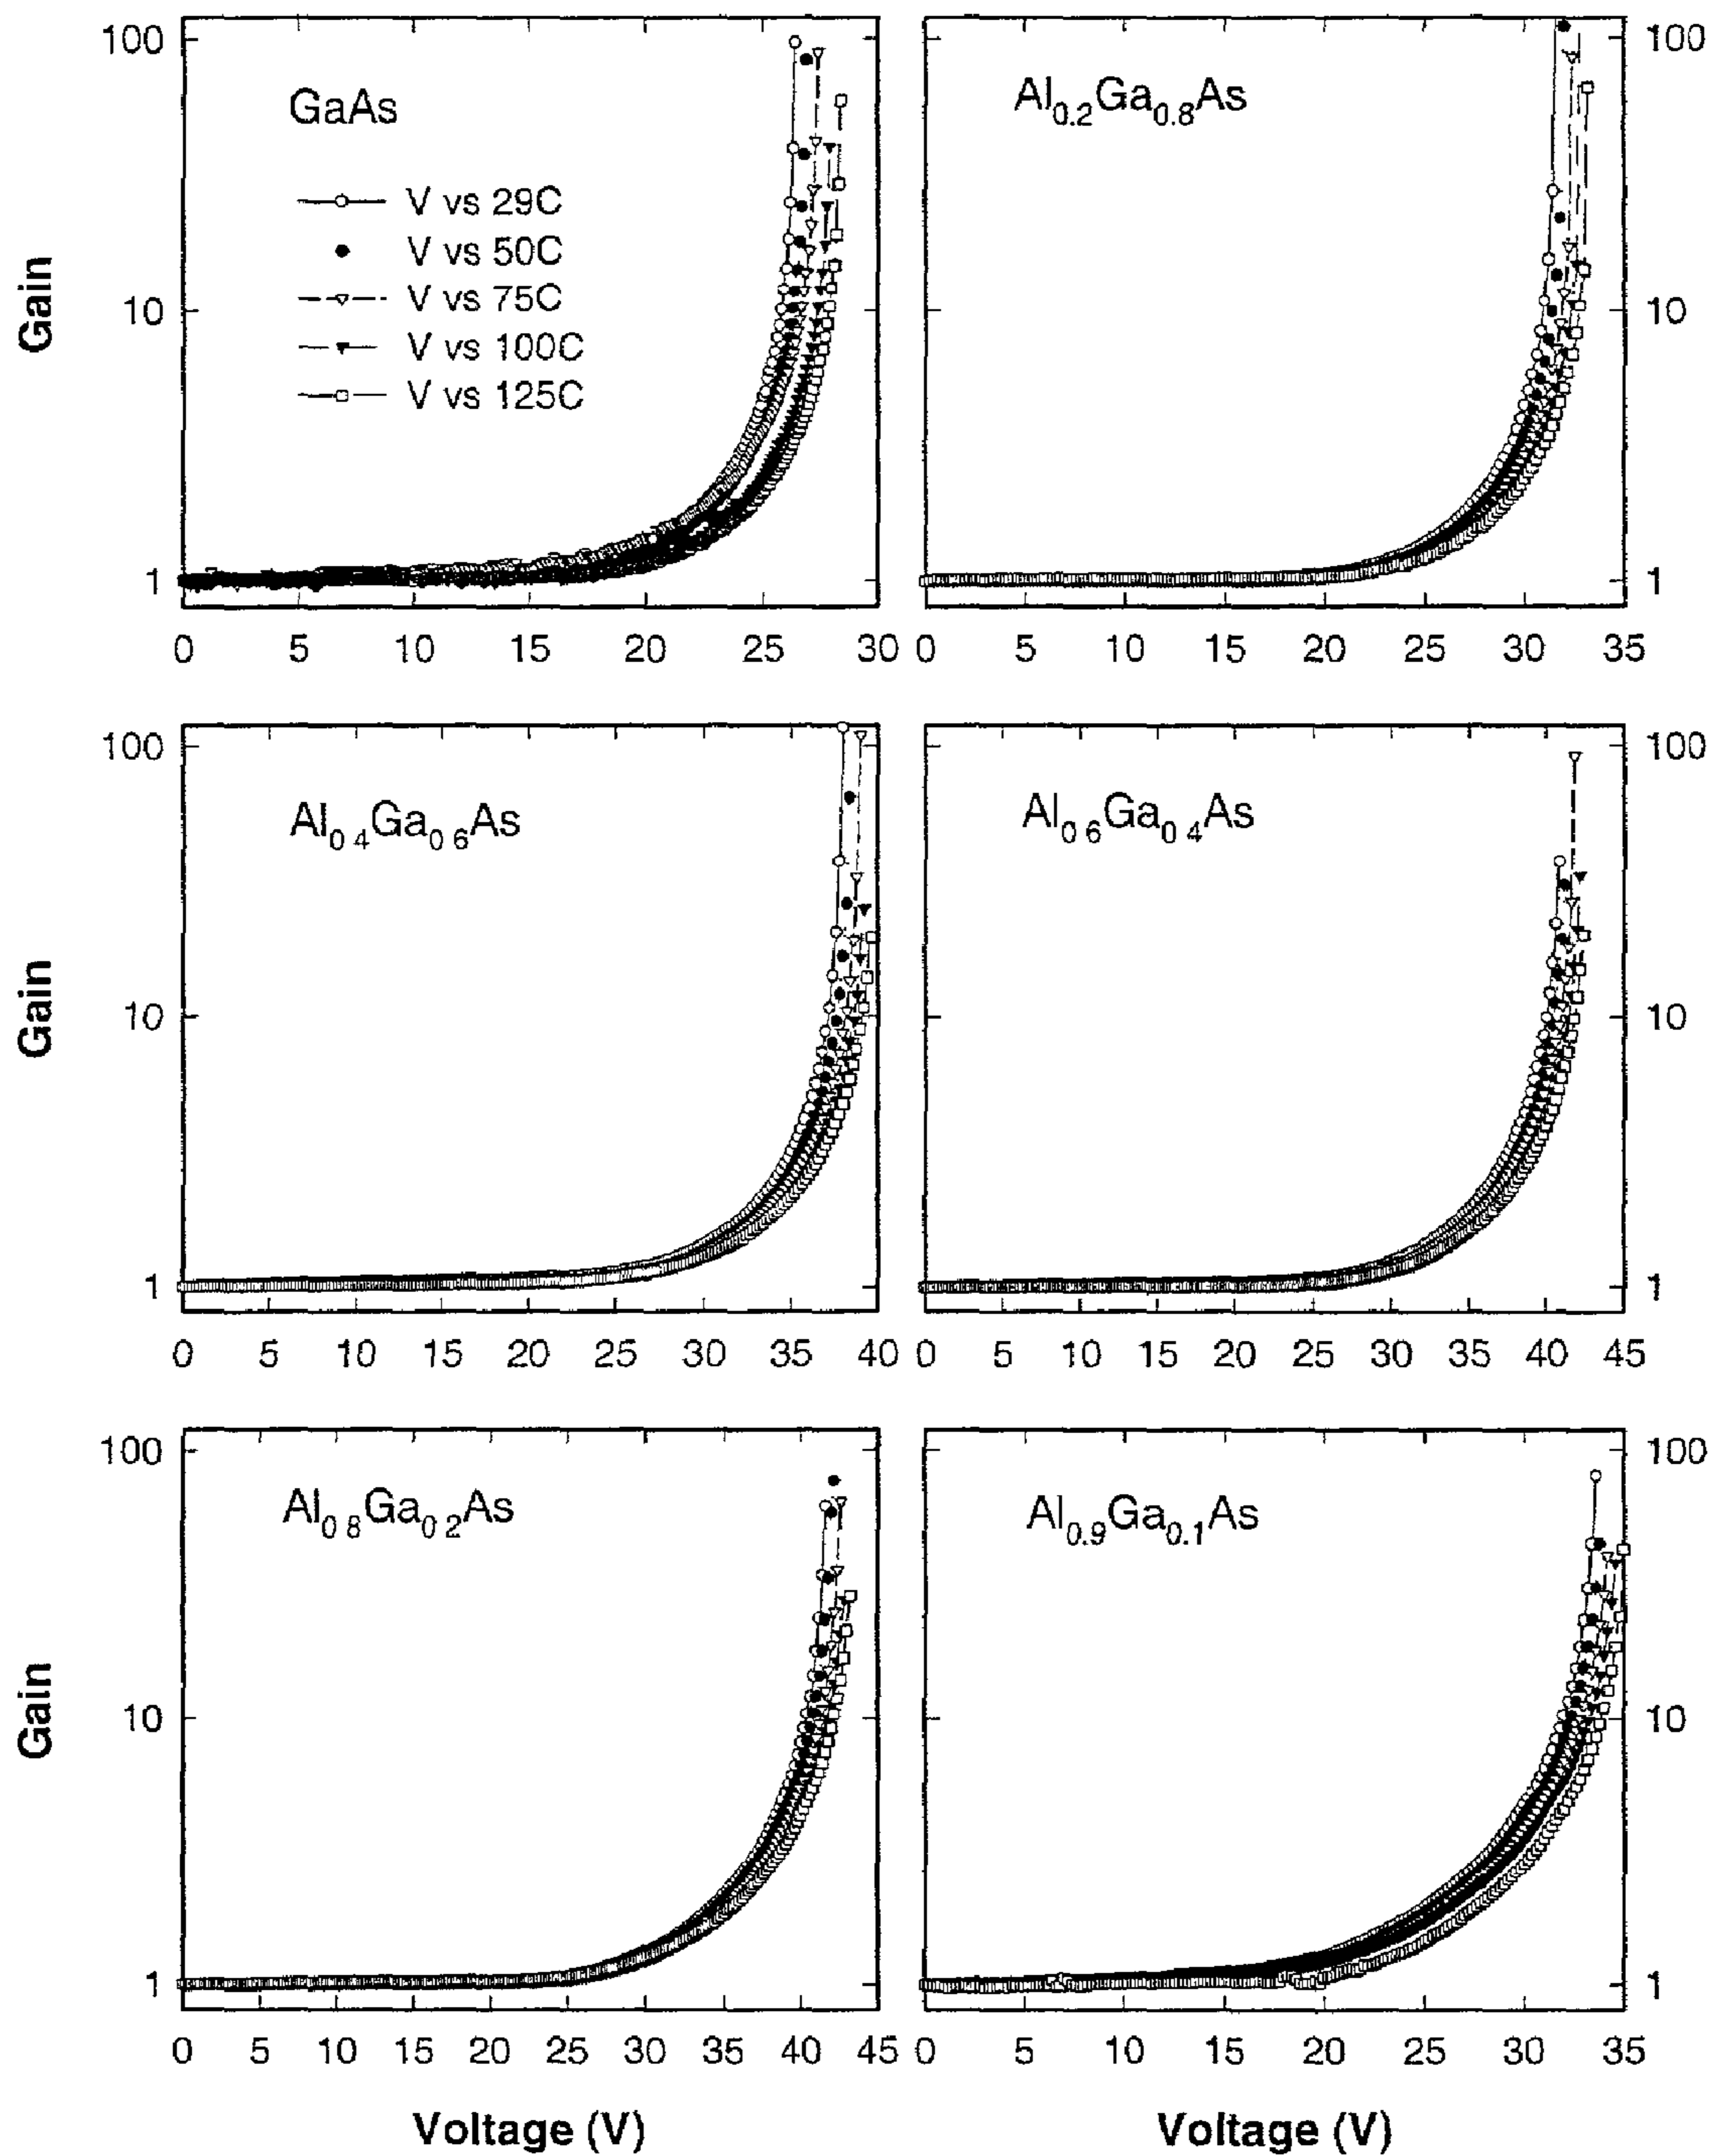 100
10
1
Gain
GaAs
V vs 29C
V vs 50C
V vs 75C
V vs 100C
V vs 125C
0 5 10 15 20 25 30
Al0.2Ga0.8As
100
10
1
0 5 10 15 20 25 30 35
100
10
1
Gain
Al0 4Ga0 6As
0 5 10 15 20 25 30 35 40
Al0 6Ga0 4As
100
10
1
0 5 10 15 20 25 30 35 45
100
10
1
Gain
Al0 8Ga0 2As
0 5 10 15 20 25 30 35 40 45
Voltage (V)
Al0.9Ga0.1As
100
10
1
0 5 10 15 20 25 30 35
Voltage (V)